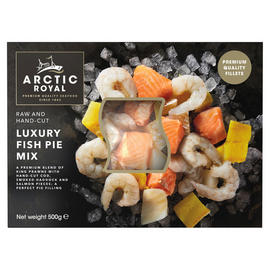 ARCTIC
ROYAL
PREMIUM QUALITY SEAFOOD
SINCE 1982
PREMIUM
QUALITY
FILLETS
RAW AND
HAND-CUT
LUXURY
FISH PIE
MIX
A PREMIUM BLEND OF
KING PRAWNS WITH
HAND-CUT COD,
SMOKED HADDOCK AND
SALMON PIECES, A
PERFECT PIE FILLING
Net weight 500g e